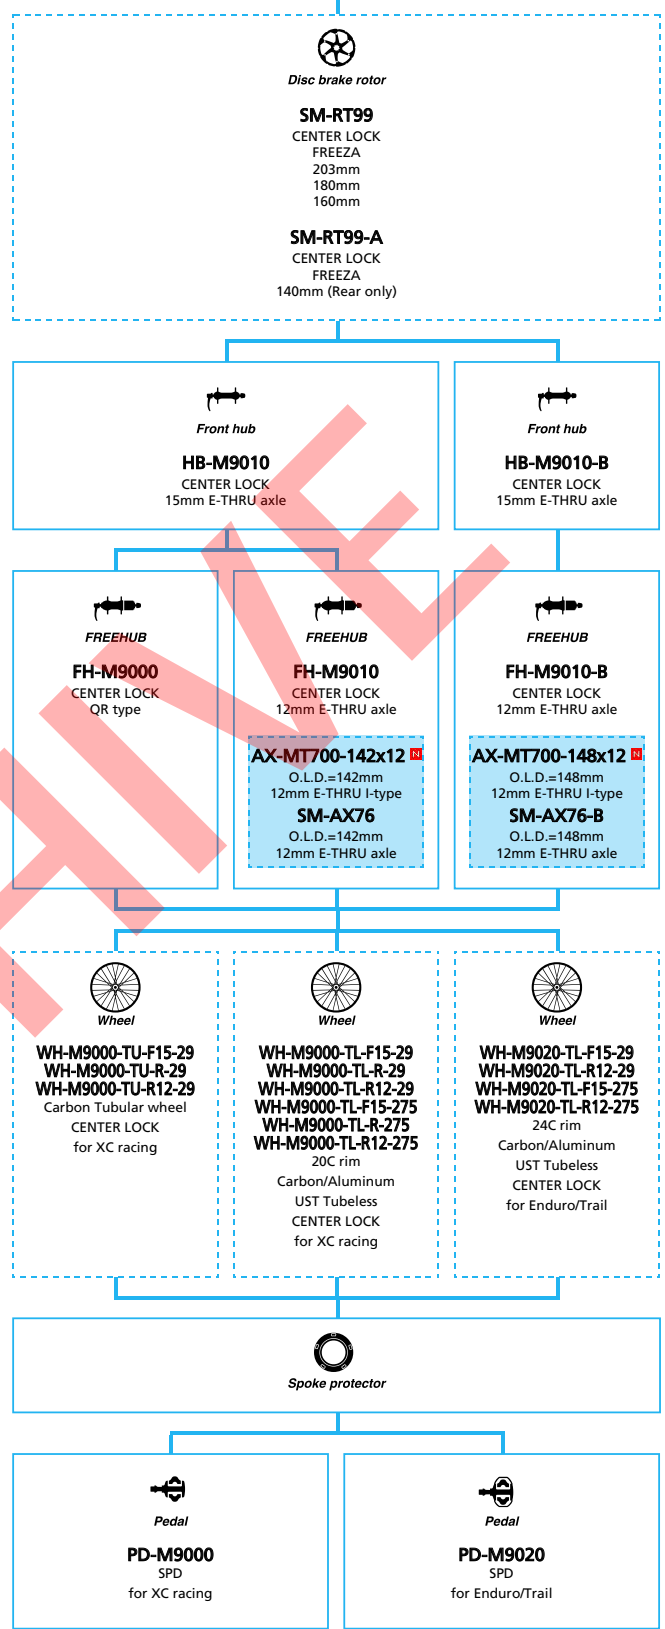 Disc brake rotor
SM-RT99
CENTER LOCK
FREEZA
203mm
180mm
160mm
SM-RT99-A
CENTER LOCK
FREEZA
140mm (Rear only)
Front hub
HB-M9010
CENTER LOCK
15mm E-THRU axle
Front hub
HB-M9010-B
CENTER LOCK
15mm E-THRU axle
FREEHUB
FH-M9000
CENTER LOCK
QR type
FREEHUB
FH-M9010
CENTER LOCK
12mm E-THRU axle
AX-MT700-142x12 N
O.L.D.=142mm
12mm E-THRU I-type
SM-AX76
O.L.D.=142mm
12mm E-THRU axle
FREEHUB
FH-M9010-B
CENTER LOCK
12mm E-THRU axle
AX-MT700-148x12 N
O.L.D.=148mm
12mm E-THRU I-type
SM-AX76-B
O.L.D.=148mm
12mm E-THRU axle
Wheel
WH-M9000-TU-F15-29
WH-M9000-TU-R-29
WH-M9000-TU-R12-29
Carbon Tubular wheel
CENTER LOCK
for XC racing
Wheel
WH-M9000-TL-F15-29
WH-M9000-TL-R-29
WH-M9000-TL-R12-29
WH-M9000-TL-F15-275
WH-M9000-TL-R-275
WH-M9000-TL-R12-275
20C rim
Carbon/Aluminum
UST Tubeless
CENTER LOCK
for XC racing
Wheel
WH-M9020-TL-F15-29
WH-M9020-TL-R12-29
WH-M9020-TL-F15-275
WH-M9020-TL-R12-275
24C rim
Carbon/Aluminum
UST Tubeless
CENTER LOCK
for Enduro/Trail
Spoke protector
Pedal
PD-M9000
SPD
for XC racing
Pedal
PD-M9020
SPD
for Enduro/Trail
HIVE